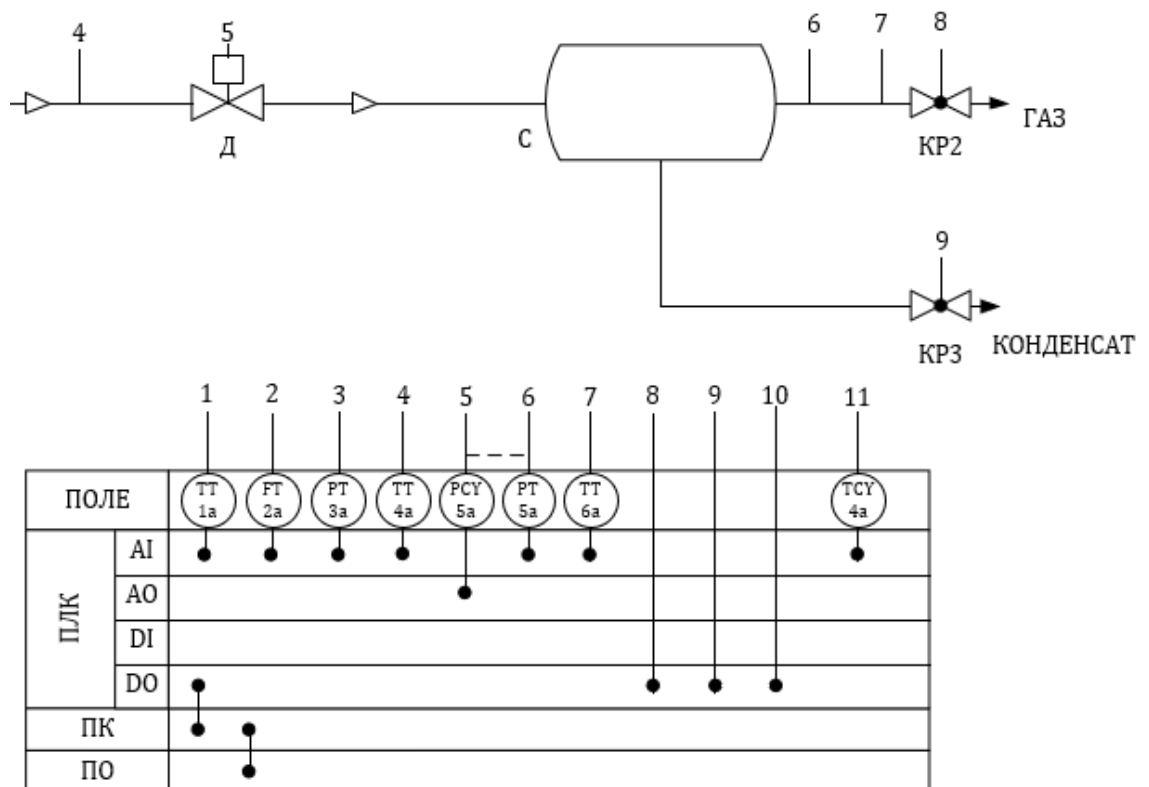 4 5 6 7 8
ГАЗ
Д С КР2
9
КР3 КОНДЕНСАТ
1 2 3 4 5 6 7 8 9 10 11
ПОЛЕ TT 1a FT 2a PT 3a TT 4a PCY 5a PT 5a TT 6a TCY 4a
ПЛК AI
AO
DI
DO
ПК
ПО